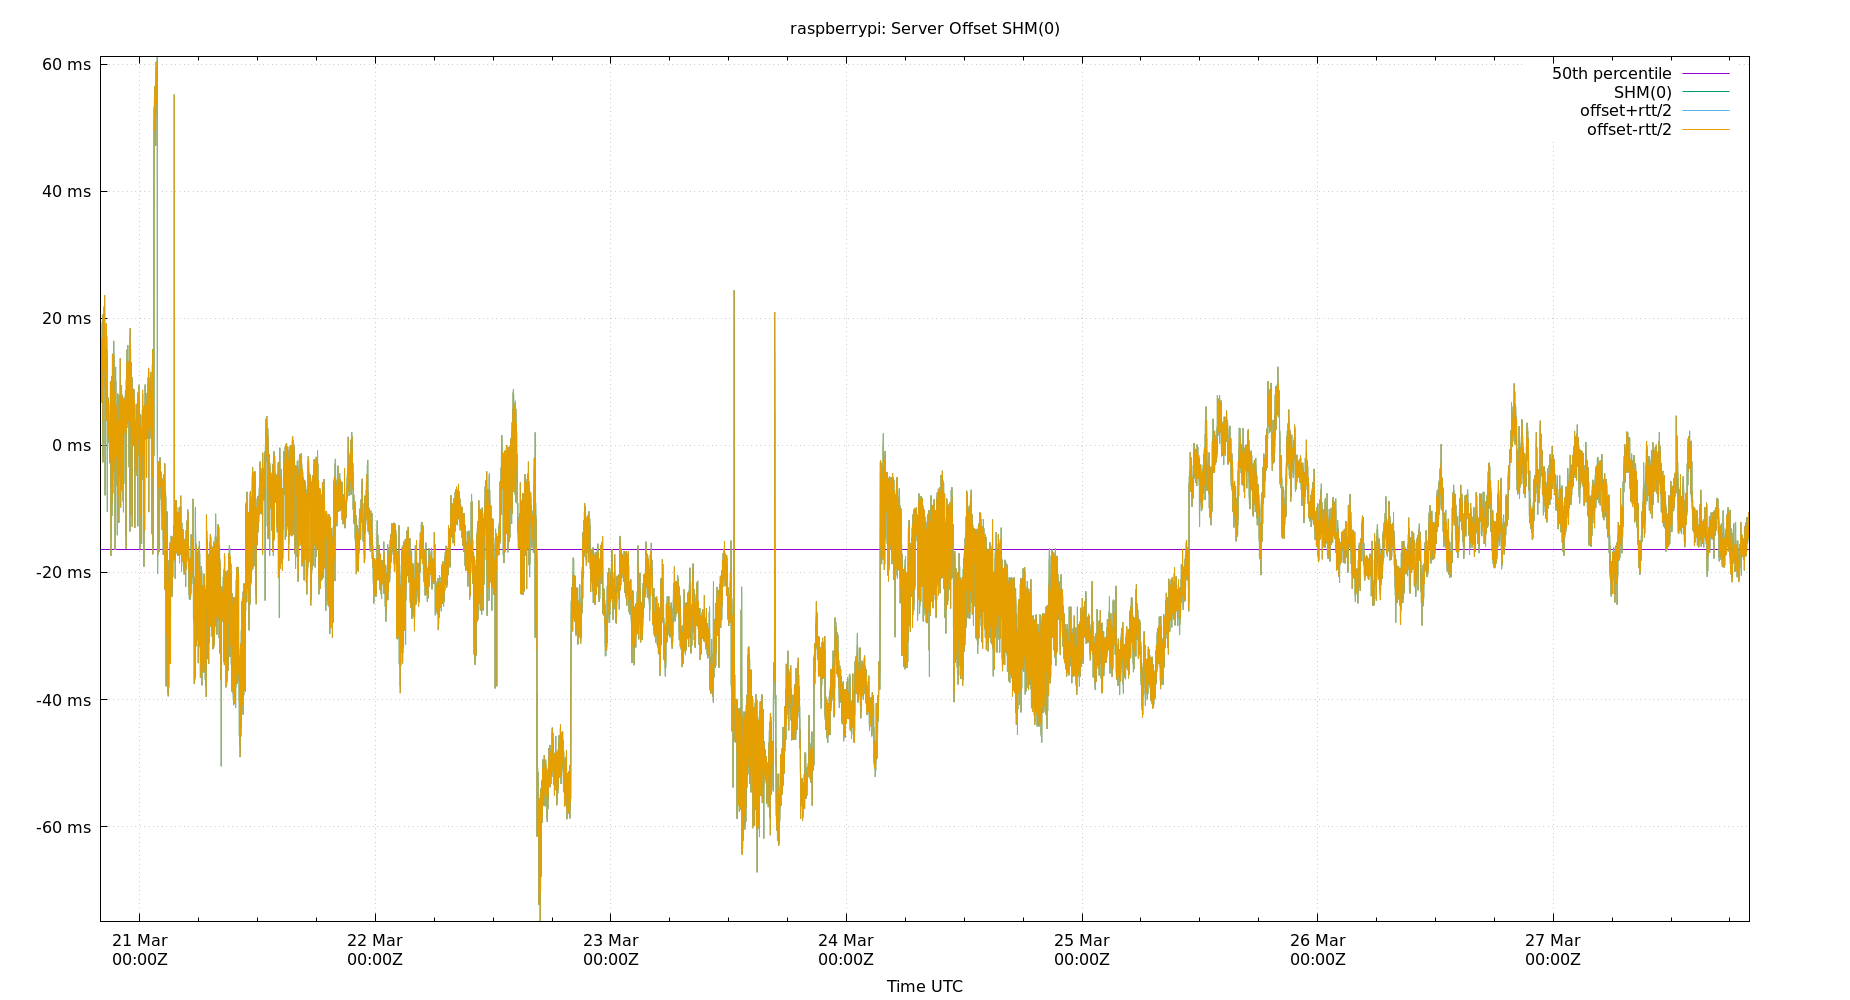 raspberrypi: Server Offset SHM(0)
50th percentile
SHM(0)
offset+rtt/2
offset-rtt/2
60 ms
40 ms
20 ms
0 ms
-20 ms
-40 ms
-60 ms
21 Mar 22 Mar 23 Mar 24 Mar 25 Mar 26 Mar 27 Mar
00:00Z 00:00Z 00:00Z 00:00Z 00:00Z 00:00Z 00:00Z
Time UTC